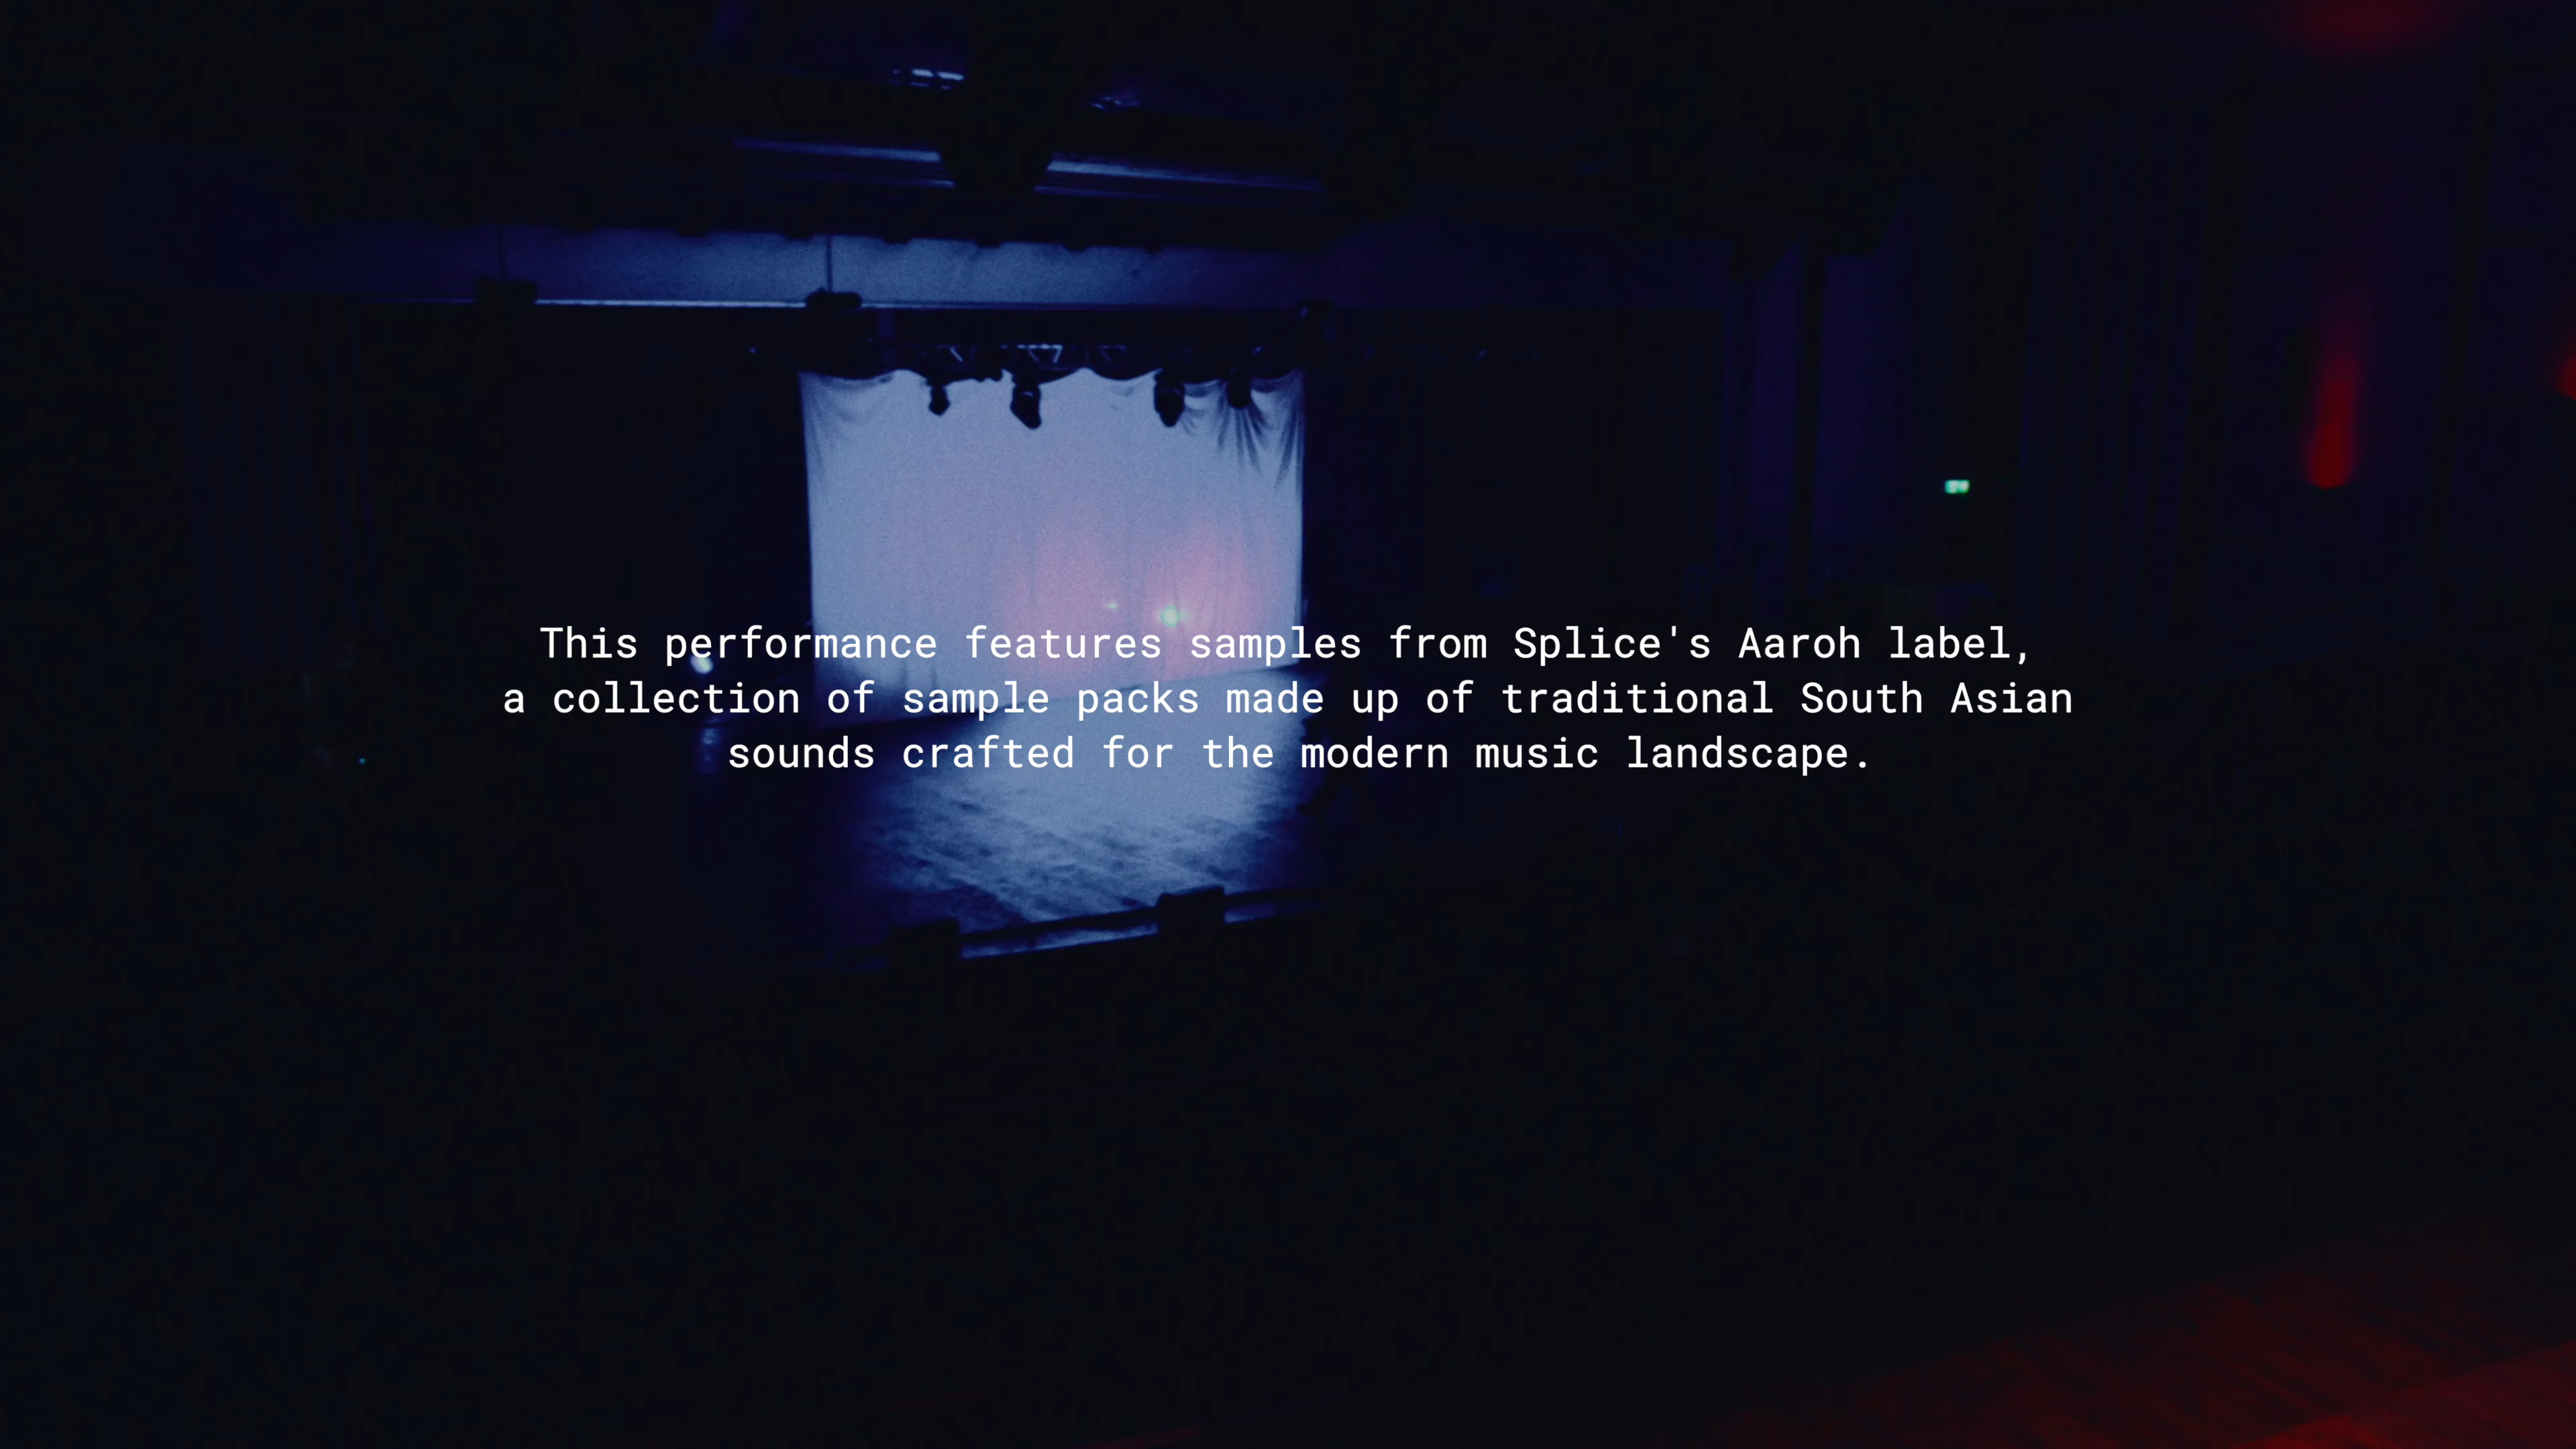 This performance features samples from Splice's Aaroh label,
a collection of sample packs made up of traditional South Asian
sounds crafted for the modern music landscape.